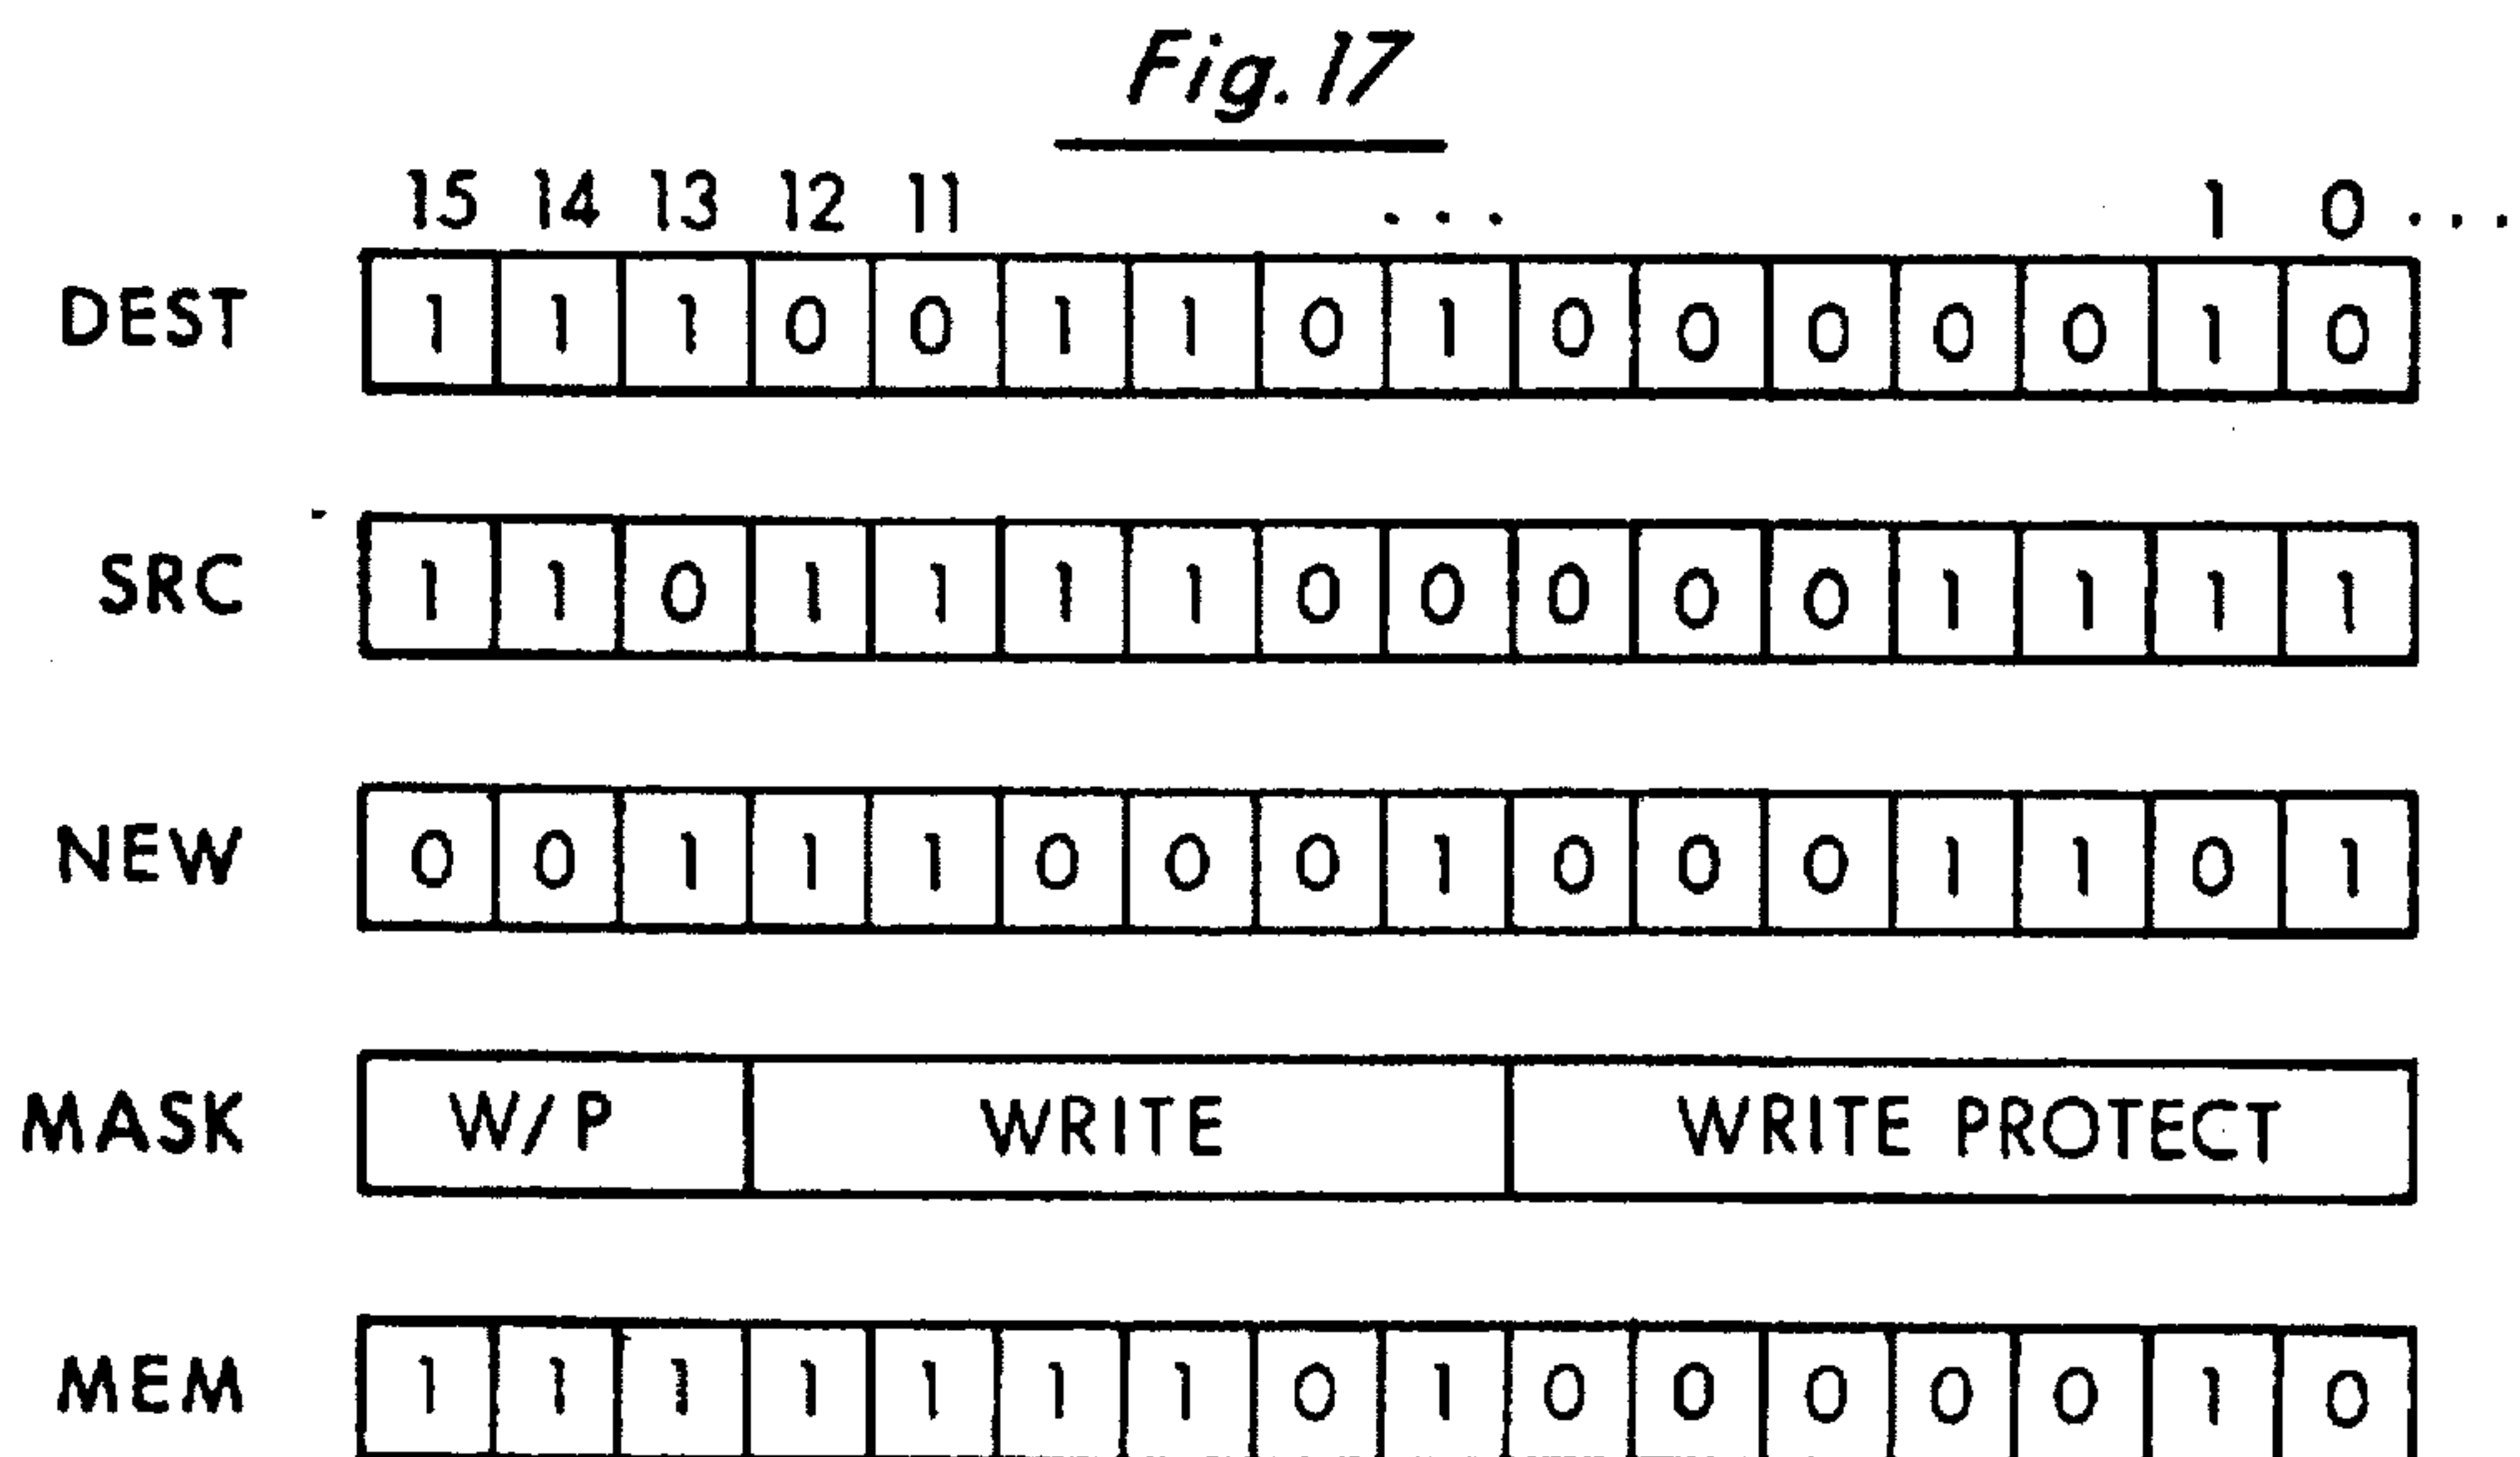 Fig. 17
15 14 13 12 11 ... 1 0 ...
DEST 1 1 1 0 0 1 1 0 1 0 0 0 0 0 1 0
SRC 1 1 0 1 1 1 1 0 0 0 0 0 1 1 1 1
NEW 0 0 1 1 1 0 0 0 1 0 0 0 1 1 0 1
MASK W/P WRITE WRITE PROTECT
MEM 1 1 1 1 1 1 1 0 1 0 0 0 0 0 1 0